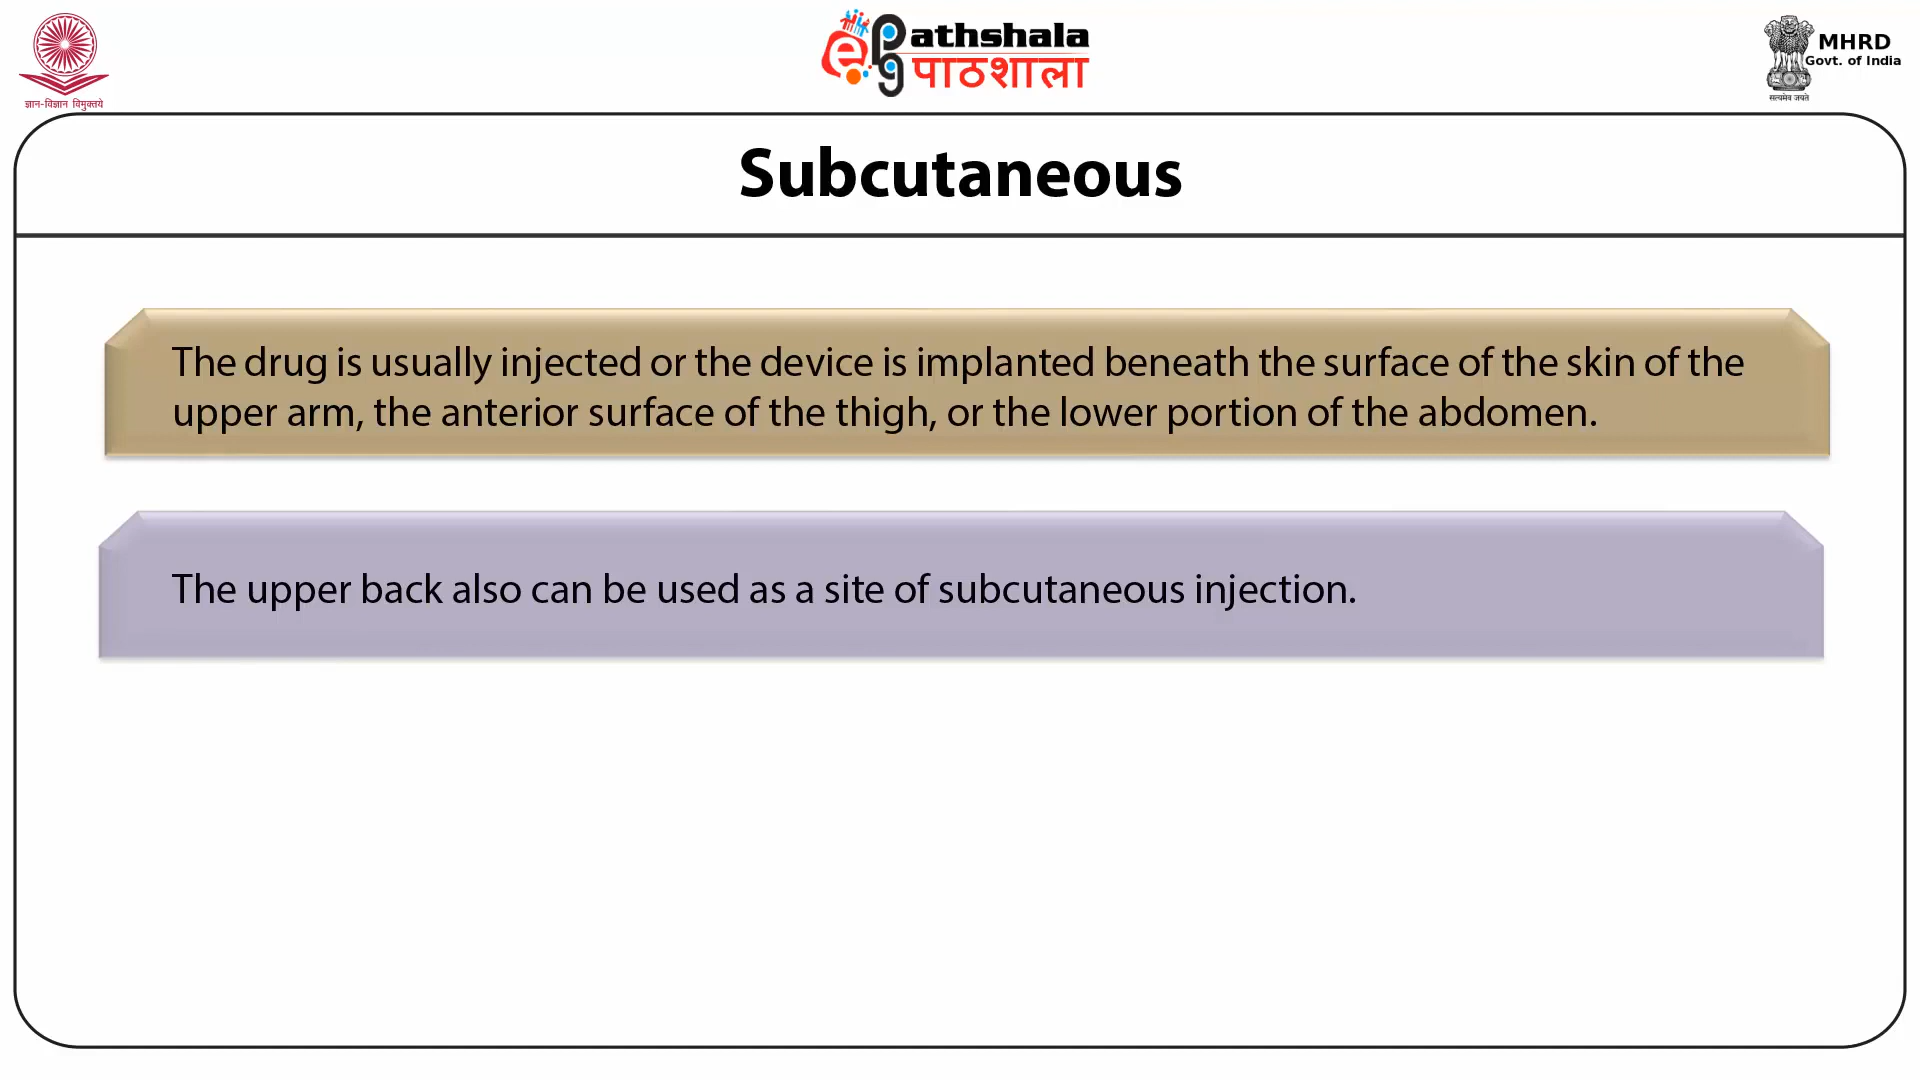 ज्ञान-विज्ञान विमुक्तये
ePGathshala
पाठशाला
MHRD
Govt. of India
सत्यमेव जयते
Subcutaneous
The drug is usually injected or the device is implanted beneath the surface of the skin of the
upper arm, the anterior surface of the thigh, or the lower portion of the abdomen.
The upper back also can be used as a site of subcutaneous injection.